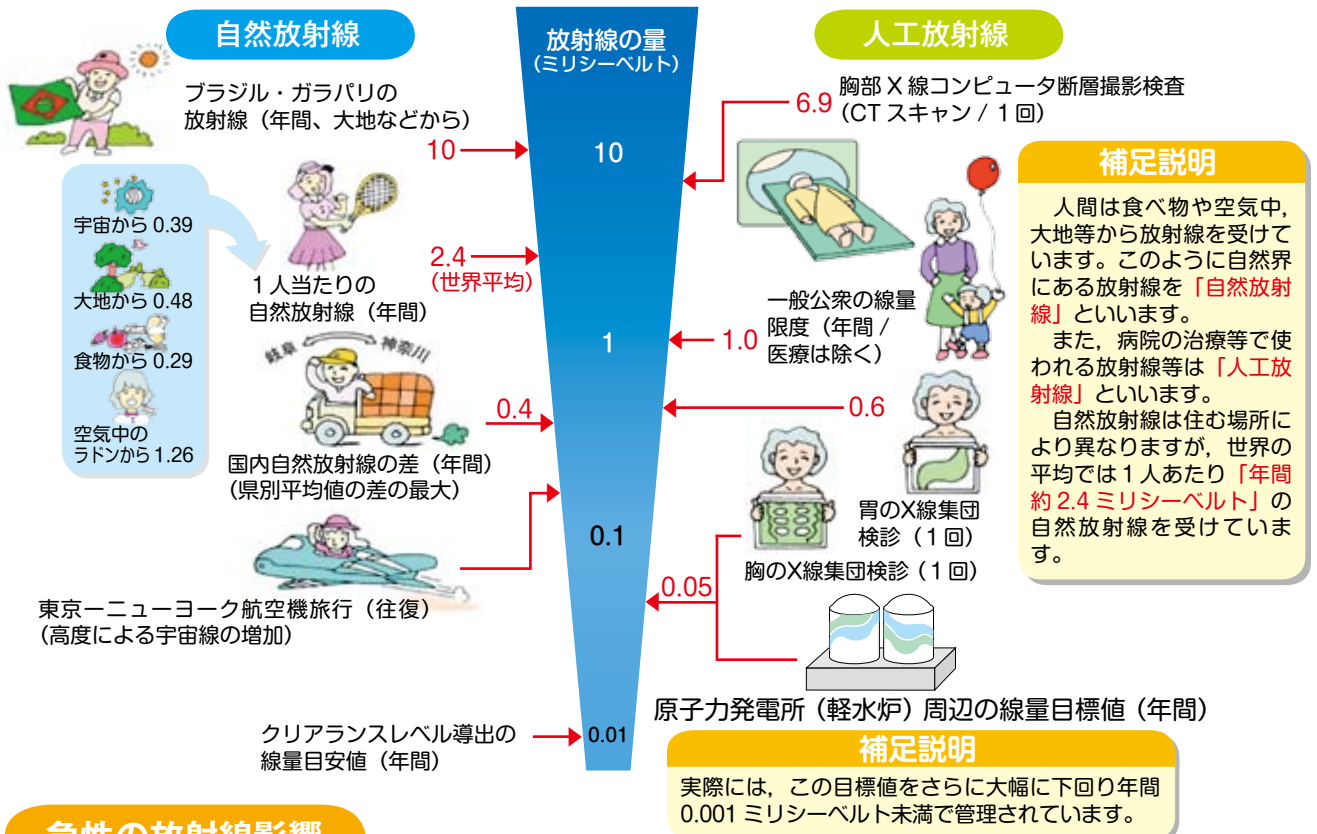 自然放射線
放射線の量
(ミリシーベルト)
人工放射線
ブラジル・ガラパリの
放射線（年間、大地などから）
10
宇宙から 0.39
大地から 0.48
食物から 0.29
空気中の
ラドンから 1.26
2.4
(世界平均)
1人当たりの
自然放射線（年間）
岐阜
神奈川
0.4
国内自然放射線の差（年間）
（県別平均値の差の最大）
東京ーニューヨーク航空機旅行（往復）
（高度による宇宙線の増加）
クリアランスレベル導出の
線量目安値（年間）
10
1
0.1
0.01
6.9
胸部X線コンピュータ断層撮影検査
（CTスキャン / 1回）
一般公衆の線量
限度（年間 /
医療は除く）
1.0
0.6
胃のX線集団
検診（1回）
胸のX線集団検診（1回）
0.05
原子力発電所（軽水炉）周辺の線量目標値（年間）
補足説明
実際には，この目標値をさらに大幅に下回り年間
0.001ミリシーベルト未満で管理されています。
補足説明
人間は食べ物や空気中，
大地等から放射線を受けて
います。このように自然界
にある放射線を「自然放射
線」といいます。
また，病院の治療等で使
われる放射線等は「人工放
射線」といいます。
自然放射線は住む場所に
より異なりますが，世界の
平均では1人あたり「年間
約2.4ミリシーベルト」の
自然放射線を受けていま
す。
急性の放射線影響